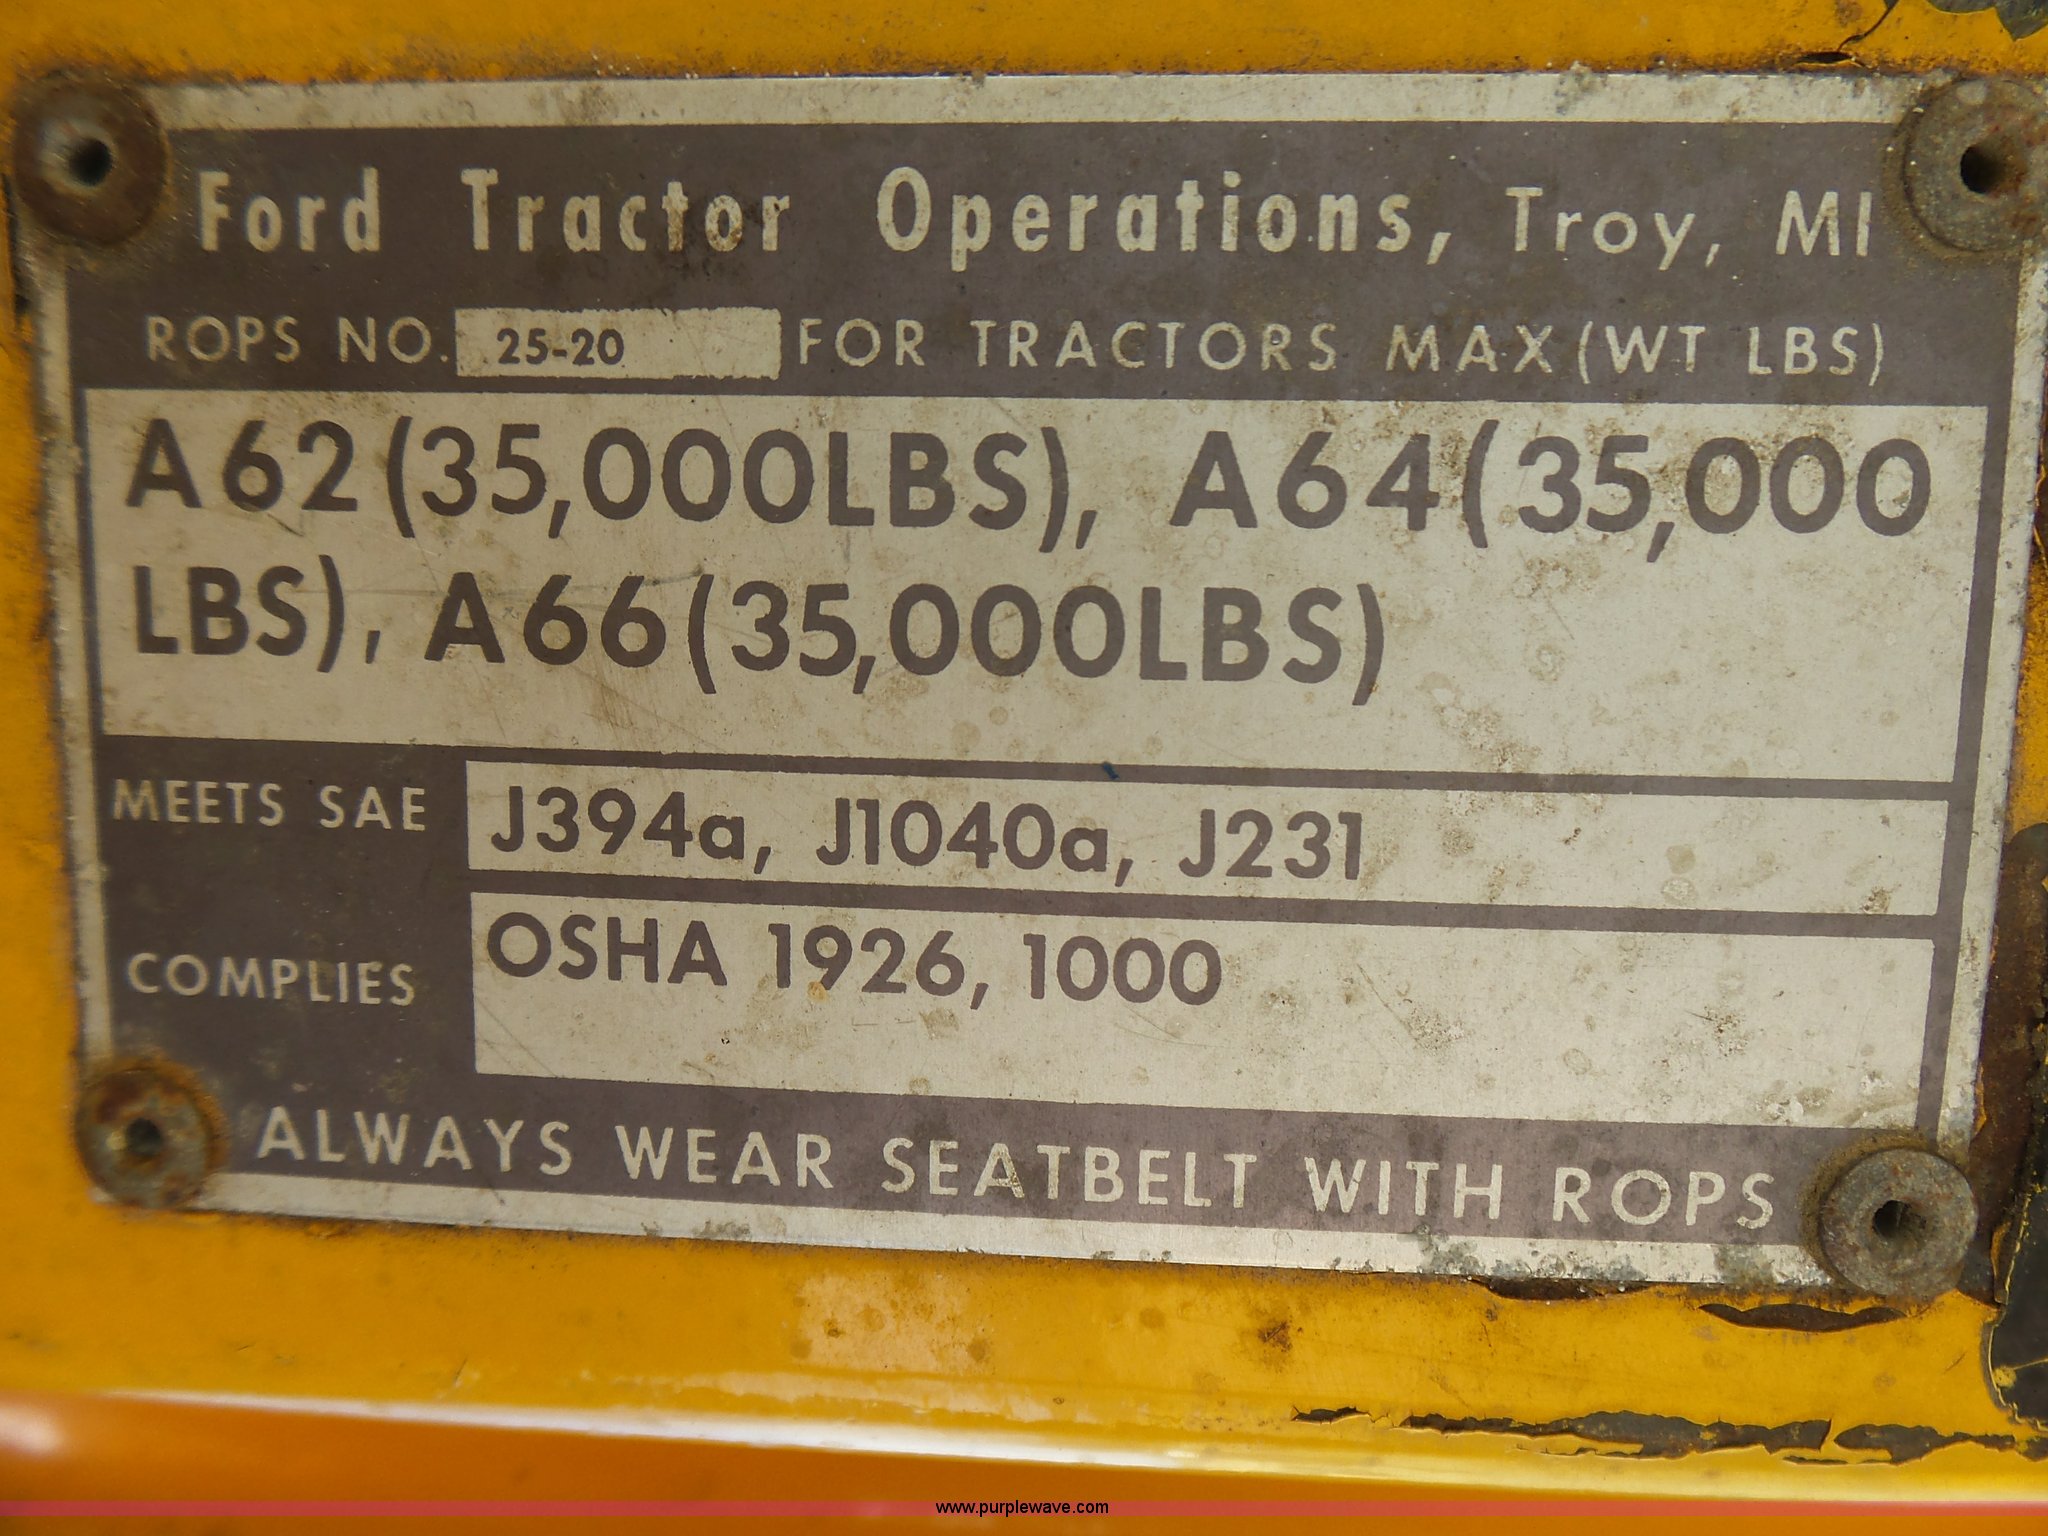 Ford Tractor Operations, Troy, MI
ROPS NO. 25-20 FOR TRACTORS MAX (WT LBS)
A62 (35,000LBS), A64 (35,000
LBS), A66 (35,000LBS)
MEETS SAE J394a, J1040a, J231
COMPLIES OSHA 1926, 1000
ALWAYS WEAR SEATBELT WITH ROPS
www.purplewave.com